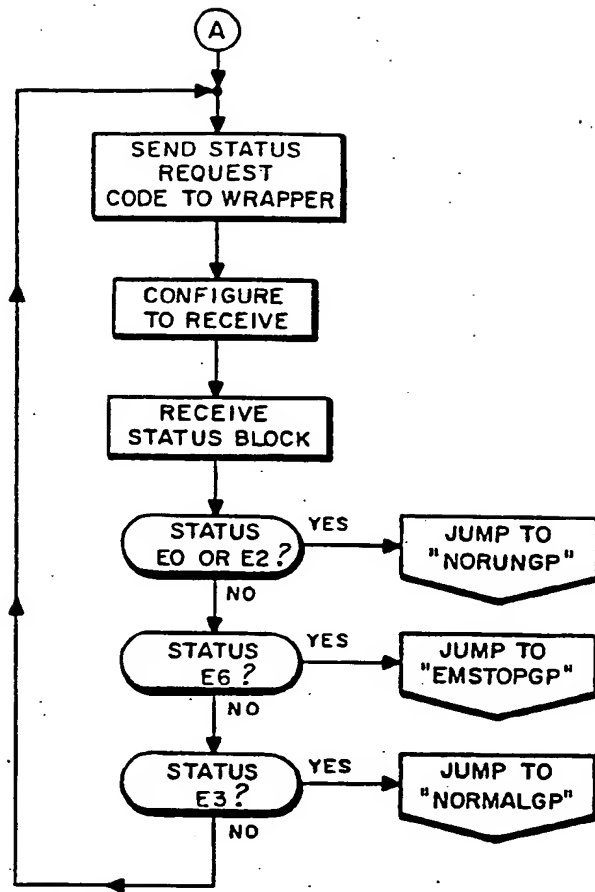 A
SEND STATUS
REQUEST
CODE TO WRAPPER
CONFIGURE
TO RECEIVE
RECEIVE
STATUS BLOCK
STATUS
E0 OR E2?
YES
JUMP TO
"NORUNGP"
NO
STATUS
E6?
YES
JUMP TO
"EMSTOPGP"
NO
STATUS
E3?
YES
JUMP TO
"NORMALGP"
NO